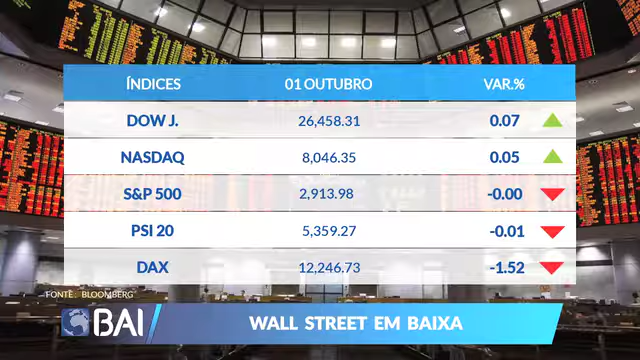 ÍNDICES 01 OUTUBRO VAR.%
DOW J. 26,458.31 0.07
NASDAQ 8,046.35 0.05
S&P 500 2,913.98 -0.00
PSI 20 5,359.27 -0.01
DAX 12,246.73 -1.52
FONTE: BLOOMBERG
BAI WALL STREET EM BAIXA